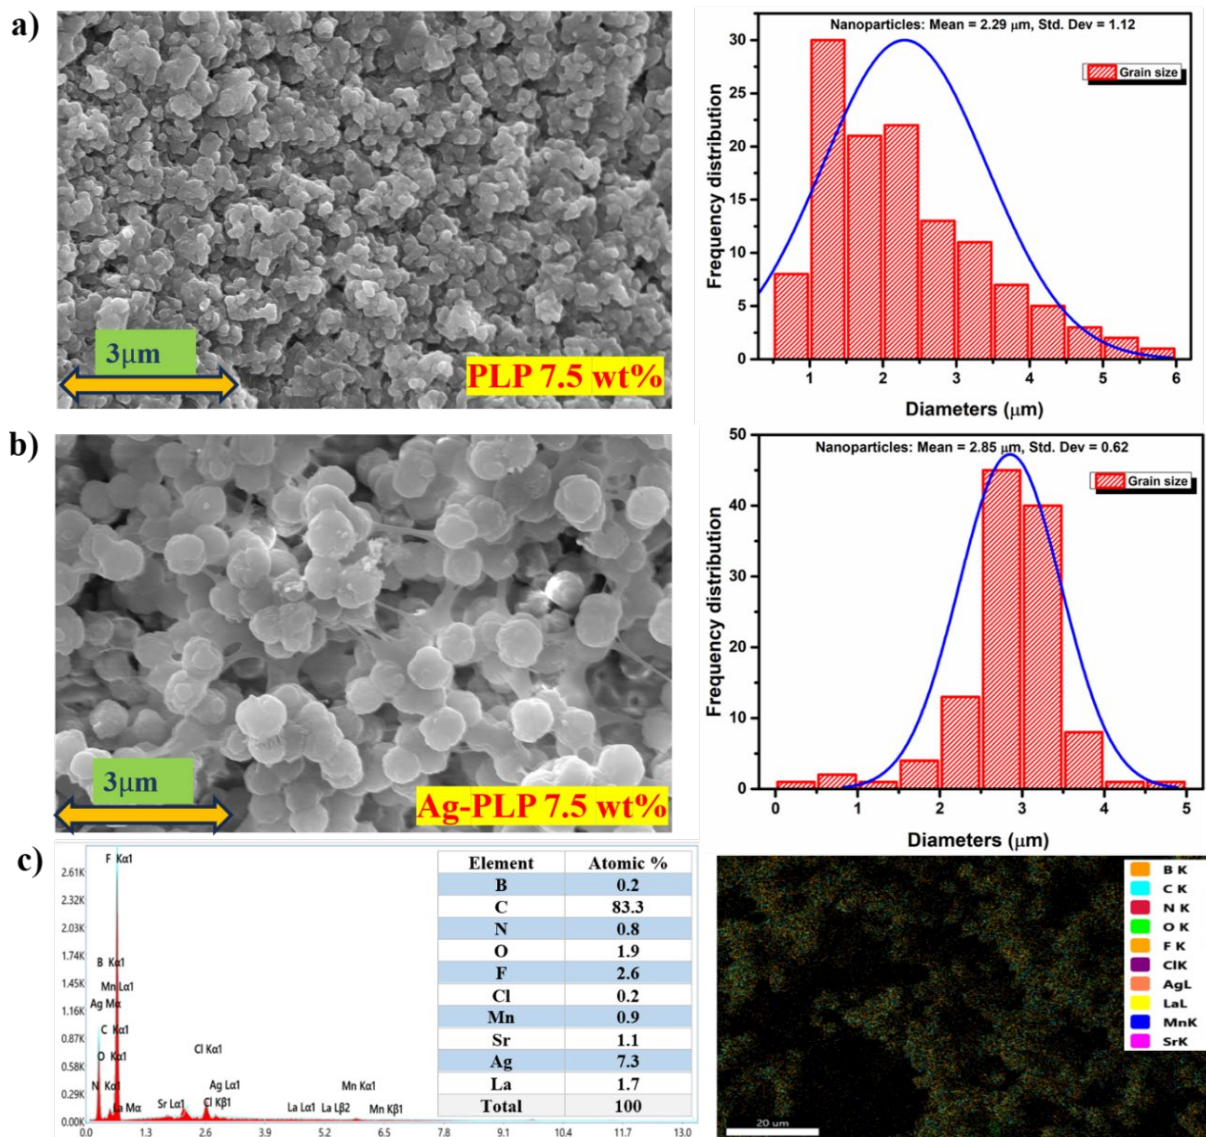 a)
3μm
PLP 7.5 wt%
Nanoparticles: Mean = 2.29 μm, Std. Dev = 1.12
Grain size
Frequency distribution
30
25
20
15
10
5
0
1 2 3 4 5 6
Diameters (μm)
b)
3μm
Ag-PLP 7.5 wt%
Nanoparticles: Mean = 2.85 μm, Std. Dev = 0.62
Grain size
Frequency distribution
50
40
30
20
10
0
0 1 2 3 4 5
Diameters (μm)
c)
F Kα1
2.61K
2.32K
2.03K
1.74K
1.45K
1.16K
0.87K
0.58K
0.29K
0.00K
B Kα1
Mn Lα1
Ag Mα
C Kα1
O Kα1
N Kα1
La Mα
Sr Lα1
Cl Kα1
Ag Lα1
Cl Kβ1
La Lα1
La Lβ2
Mn Kα1
Mn Kβ1
0.0 1.3 2.6 3.9 5.2 6.5 7.8 9.1 10.4 11.7 13.0
Element Atomic %
B 0.2
C 83.3
N 0.8
O 1.9
F 2.6
Cl 0.2
Mn 0.9
Sr 1.1
Ag 7.3
La 1.7
Total 100
B K
C K
N K
O K
F K
ClK
AgL
LaL
MnK
SrK
20 um